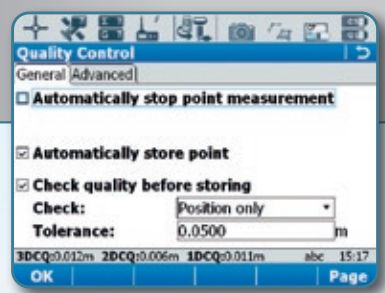 Quality Control
General Advanced
Automatically stop point measurement
Automatically store point
Check quality before storing
Check: Position only
Tolerance: 0.0500 m
3DCQ:0.012m 2DCQ:0.006m 1DCQ:0.011m abc 15:17
OK Page